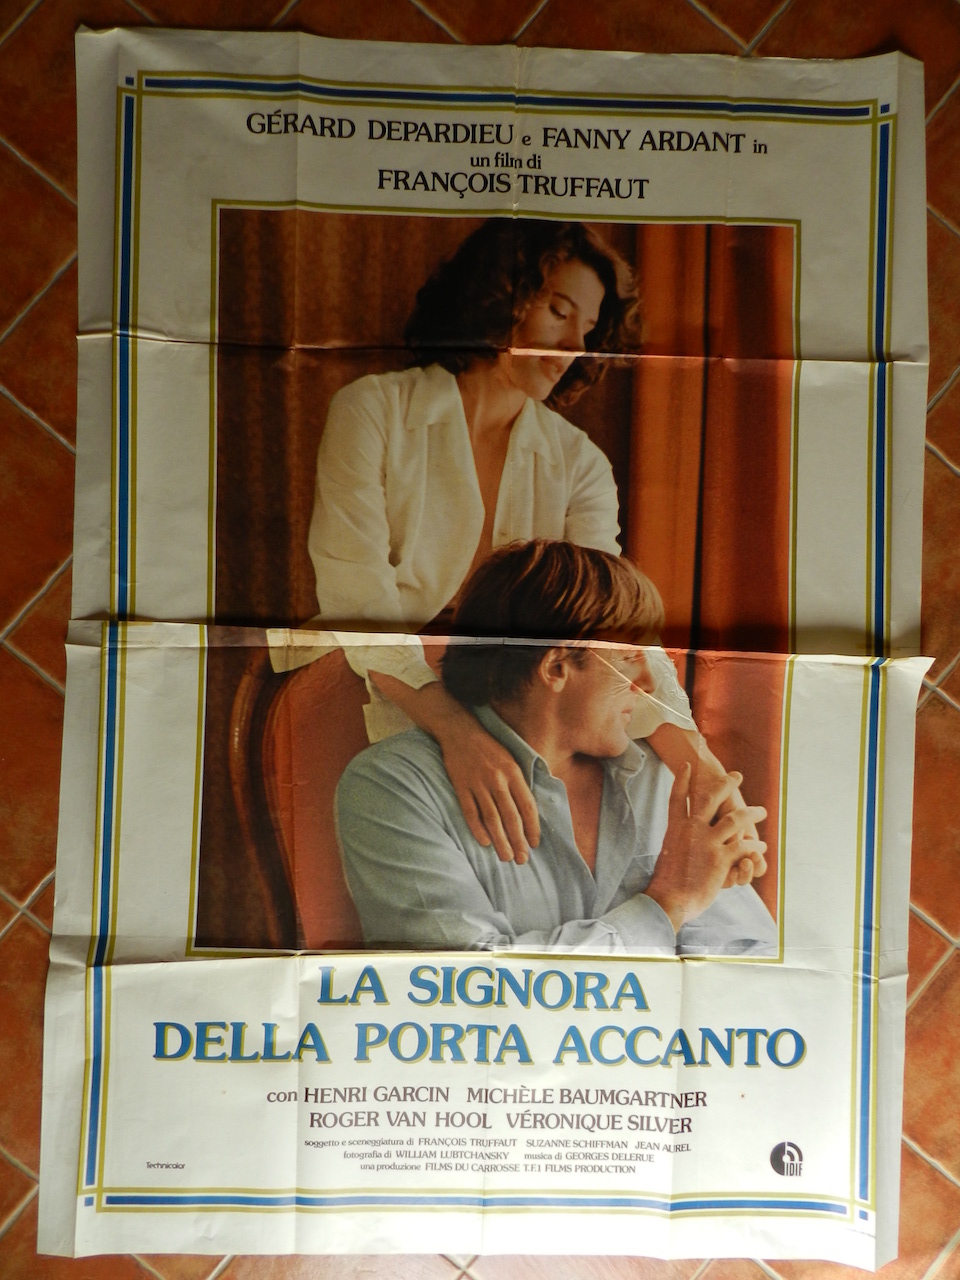 GÉRARD DEPARDIEU e FANNY ARDANT in
un film di
FRANÇOIS TRUFFAUT
LA SIGNORA
DELLA PORTA ACCANTO
con HENRI GARCIN MICHÈLE BAUMGARTNER
ROGER VAN HOOL VÉRONIQUE SILVER
soggetto e sceneggiatura di FRANÇOIS TRUFFAUT SUZANNE SCHIFFMAN JEAN AUREL
fotografia di WILLIAM LUBTCHANSKY musica di GEORGES DELERUE
una produzione FILMS DU CARROSSE T.F.1 FILMS PRODUCTION
Technicolor
IDIF